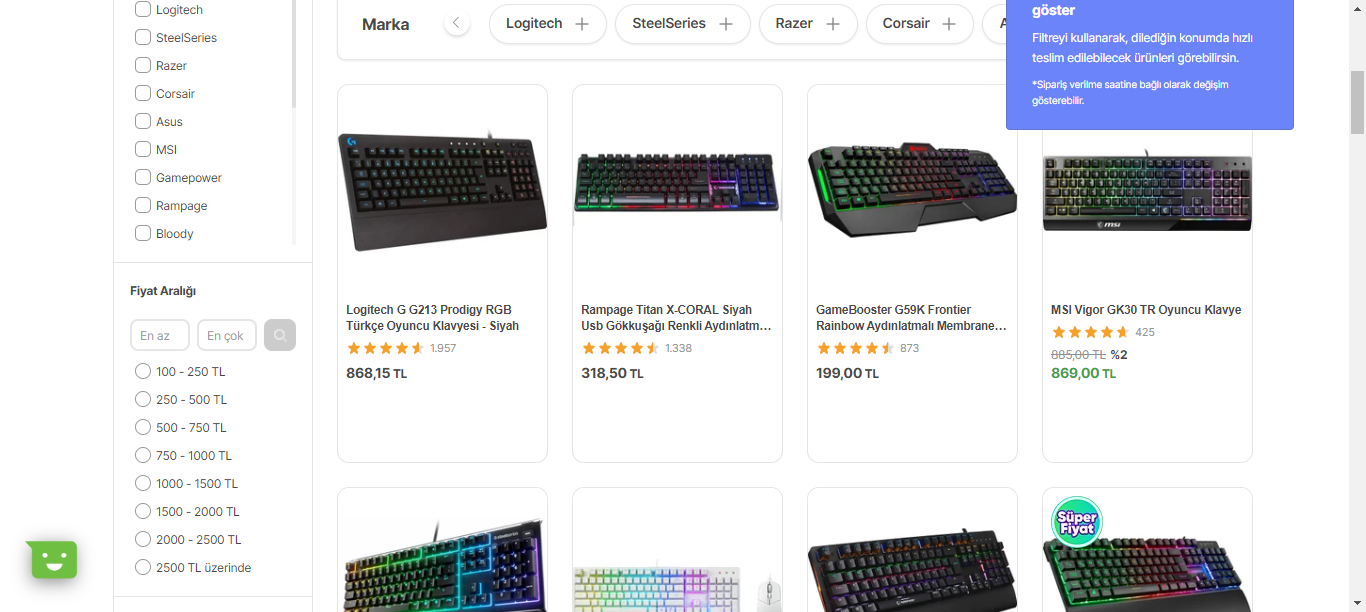 Logitech
SteelSeries
Razer
Corsair
Asus
MSI
Gamepower
Rampage
Bloody
Fiyat Aralığı
En az
En çok
100 - 250 TL
250 - 500 TL
500 - 750 TL
750 - 1000 TL
1000 - 1500 TL
1500 - 2000 TL
2000 - 2500 TL
2500 TL üzerinde
Marka
Logitech
SteelSeries
Razer
Corsair
göster
Filtreyi kullanarak, dilediğin konumda hızlı
teslim edilebilecek ürünleri görebilirsin.
*Sipariş verilme saatine bağlı olarak değişim
gösterebilir.
Logitech G G213 Prodigy RGB
Türkçe Oyuncu Klavyesi - Siyah
1.957
868,15 TL
Rampage Titan X-CORAL Siyah
Usb Gökkuşağı Renkli Aydınlatm...
1.338
318,50 TL
GameBooster G59K Frontier
Rainbow Aydınlatmalı Membrane...
873
199,00 TL
msi
MSI Vigor GK30 TR Oyuncu Klavye
425
885,00 TL %2
869,00 TL
Süper
Fiyat